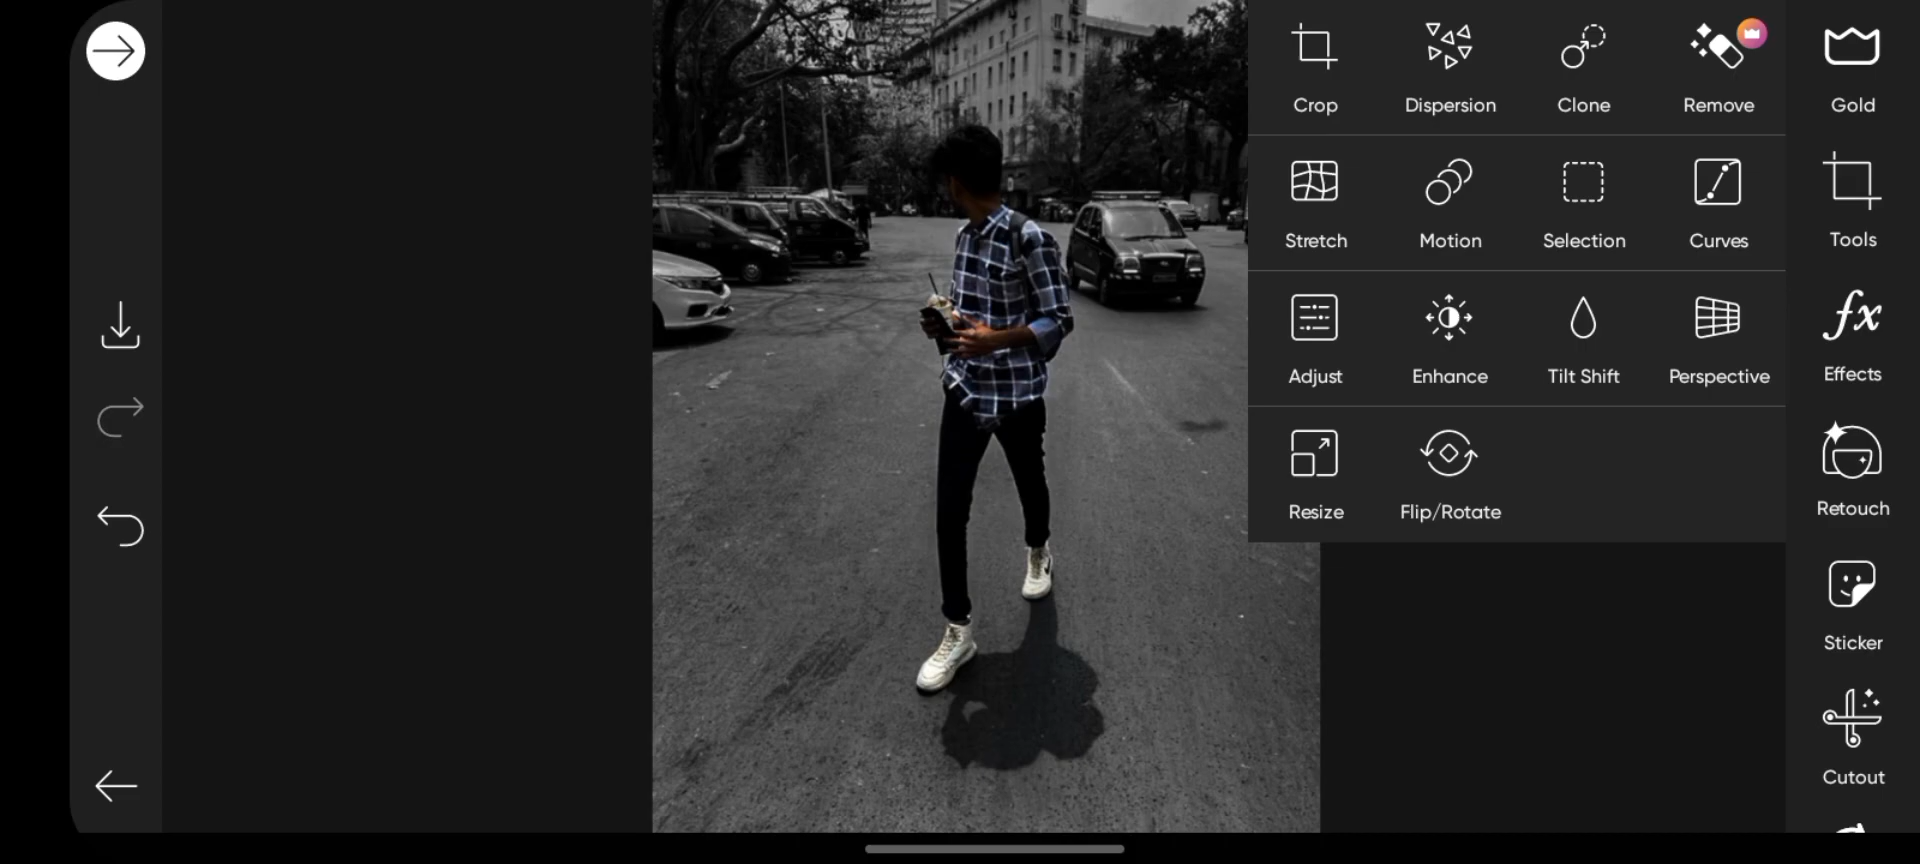 Crop Dispersion Clone Remove
Stretch Motion Selection Curves
Adjust Enhance Tilt Shift Perspective
Resize Flip/Rotate
Gold
Tools
fx
Effects
Retouch
Sticker
Cutout